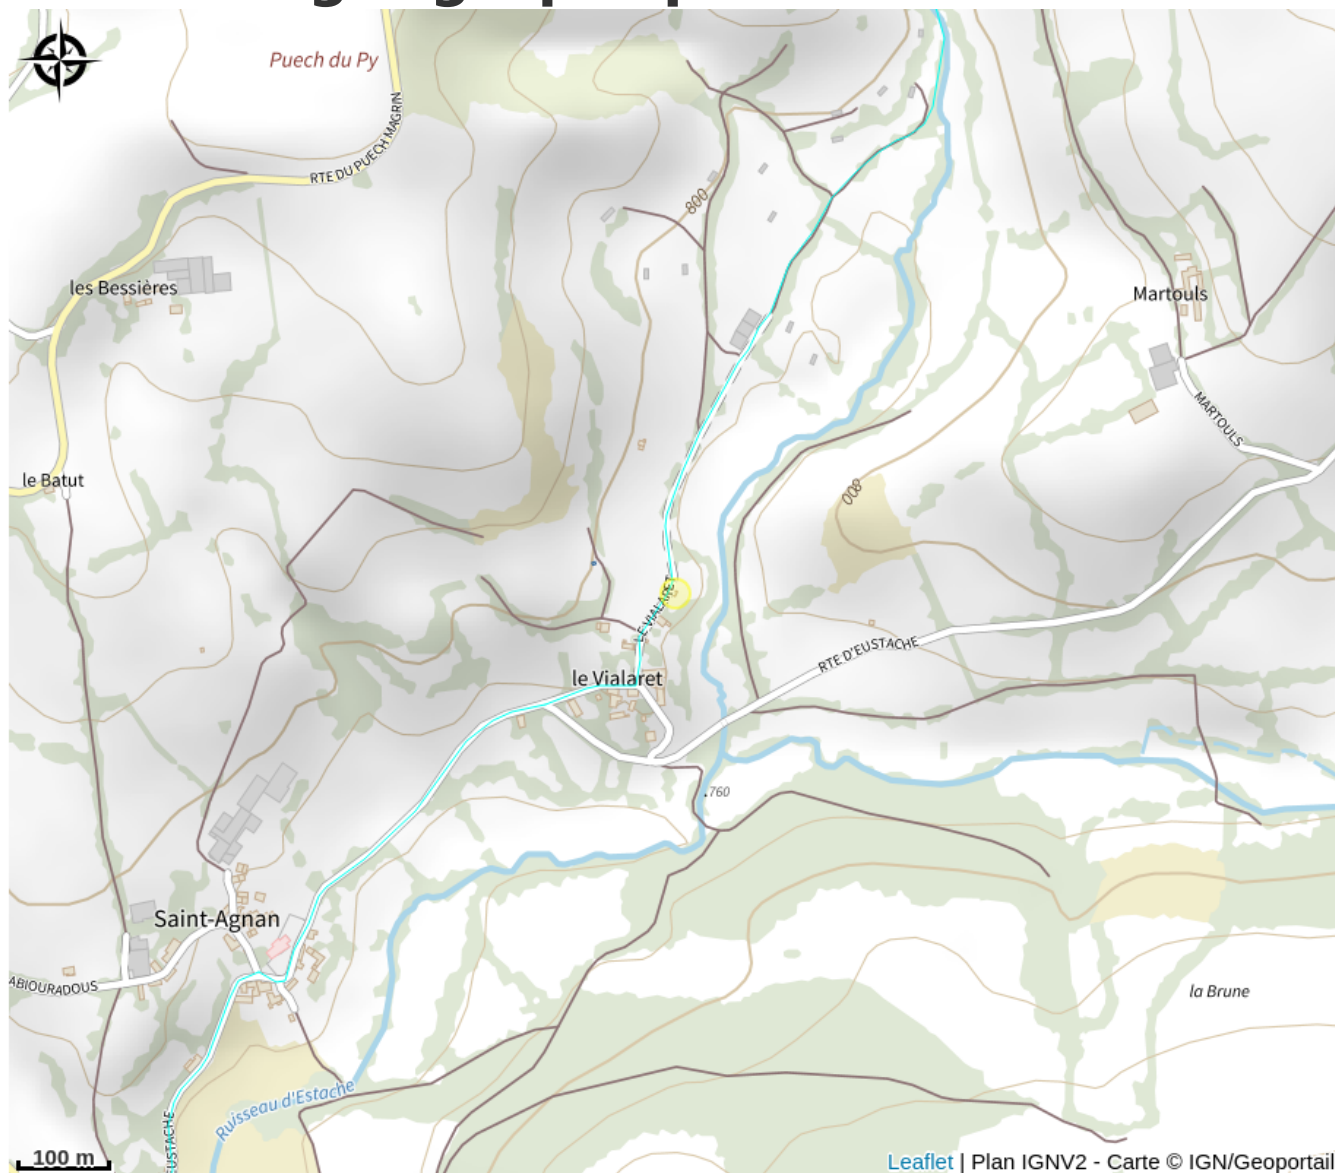 Puech du Py
RTE DU PUECH MAGRIN
800
les Bessières
Martouls
MARTOULS
le Batut
800
LE VIALARET
RTE D'EUSTACHE
le Vialaret
760
Saint-Agnan
ABIOURADOUS
la Brune
Ruisseau d'Estache
USTACHE
100 m
Leaflet | Plan IGNV2 - Carte © IGN/Geoportail